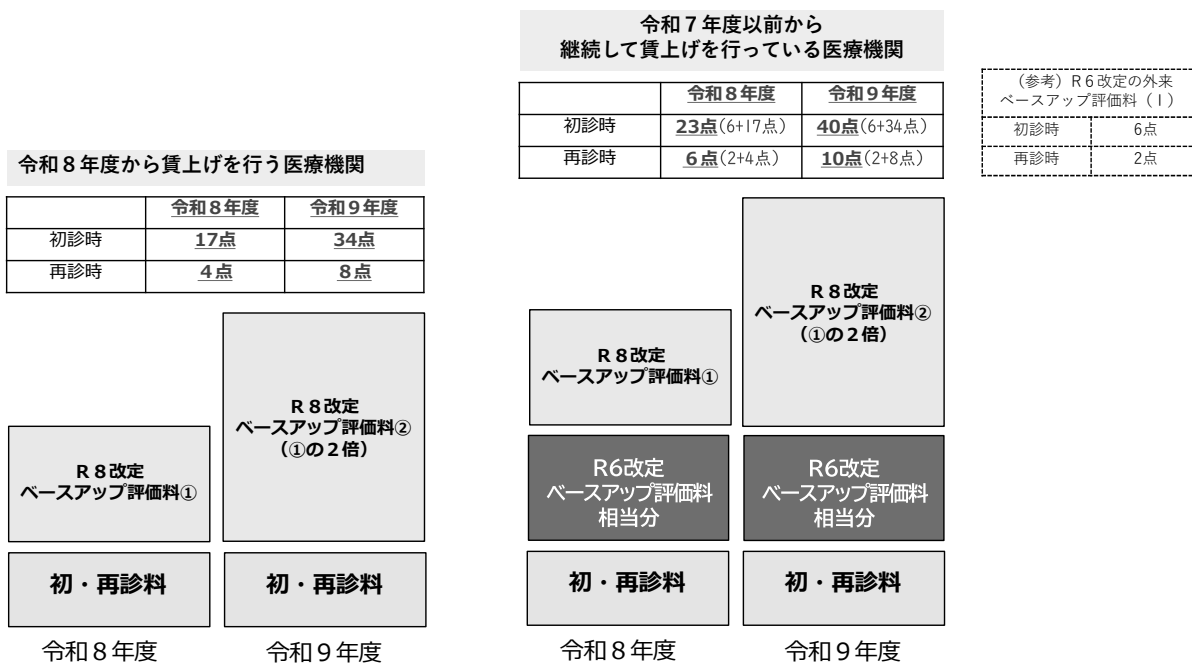 令和８年度から賃上げを行う医療機関
令和８年度 令和９年度
初診時 17点 34点
再診時 ４点 ８点
R８改定
ベースアップ評価料①
R８改定
ベースアップ評価料②
（①の２倍）
初・再診料 初・再診料
令和８年度 令和９年度
令和７年度以前から
継続して賃上げを行っている医療機関
令和８年度 令和９年度
初診時 23点(6+17点) 40点(6+34点)
再診時 ６点(2+4点) 10点(2+8点)
R８改定
ベースアップ評価料①
R８改定
ベースアップ評価料②
（①の２倍）
R6改定
ベースアップ評価料
相当分
R6改定
ベースアップ評価料
相当分
初・再診料 初・再診料
令和８年度 令和９年度
（参考）R６改定の外来
ベースアップ評価料（Ⅰ）
初診時 6点
再診時 2点